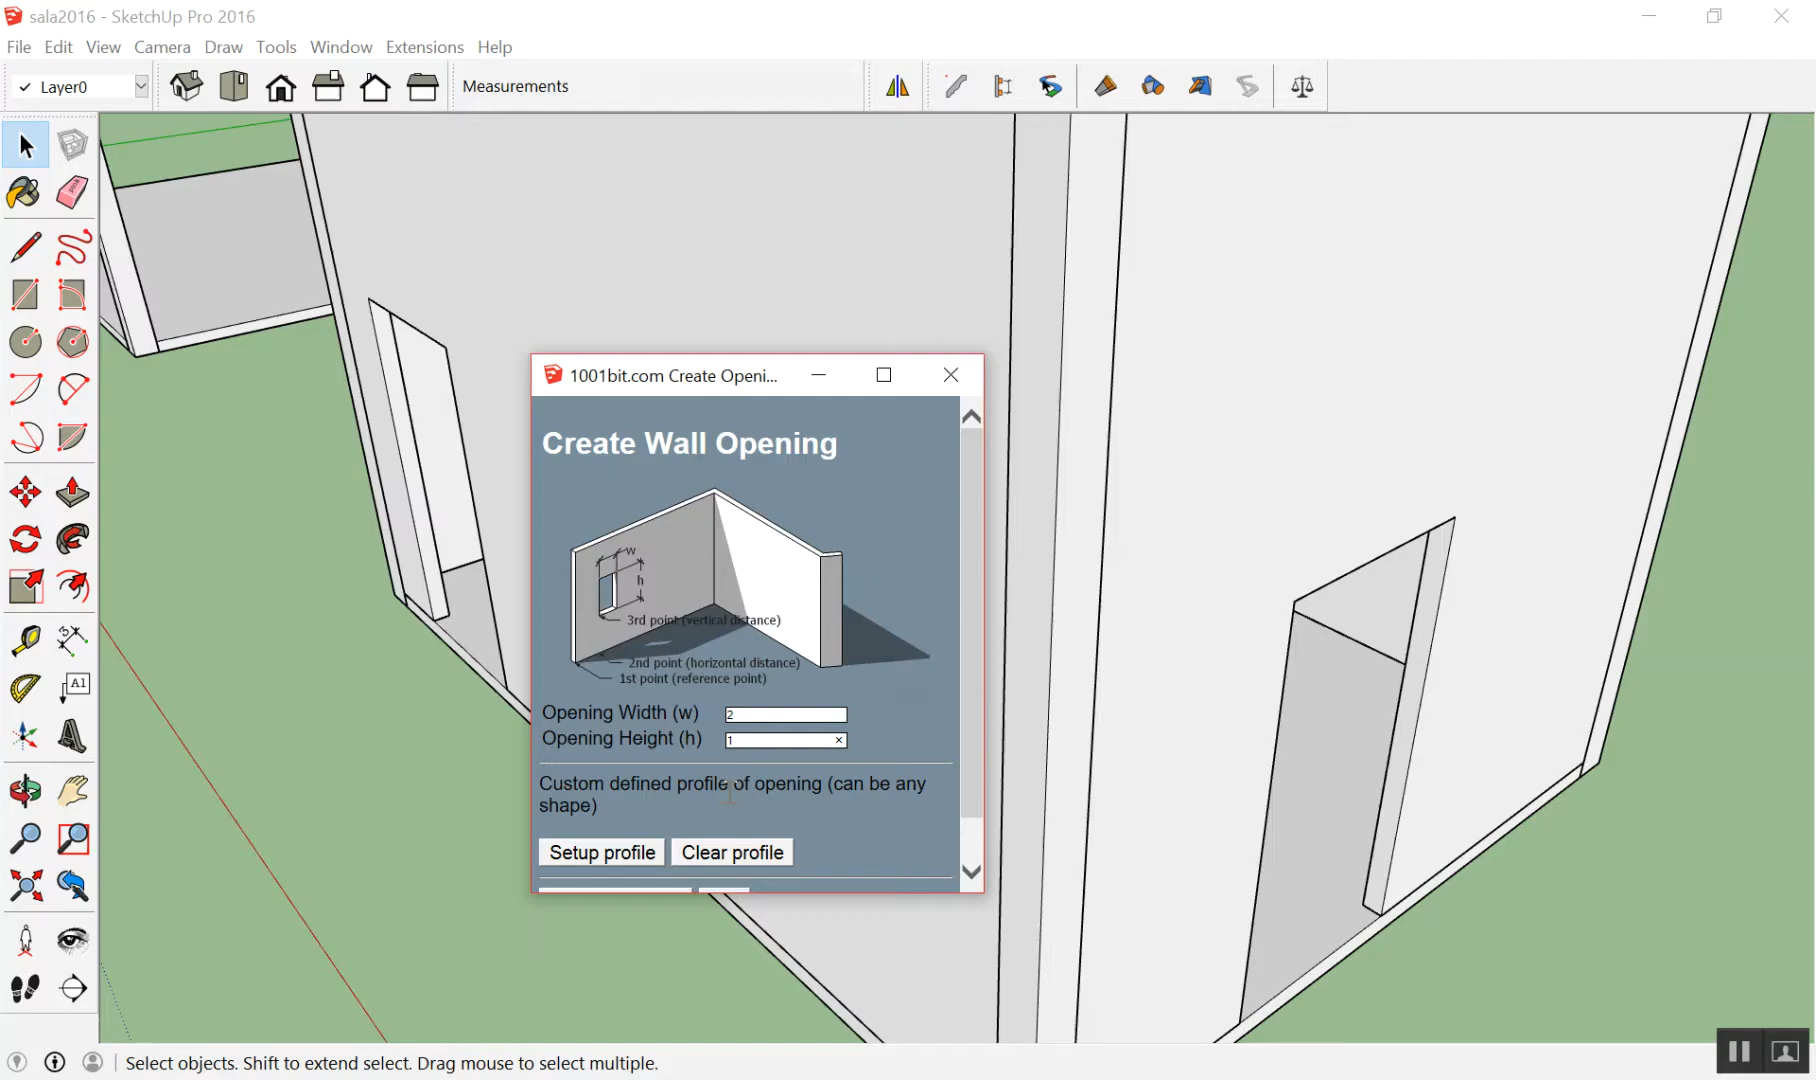 sala2016 - SketchUp Pro 2016
File Edit View Camera Draw Tools Window Extensions Help
Layer0
Measurements
1001bit.com Create Openi...
Create Wall Opening
w
h
3rd point (vertical distance)
2nd point (horizontal distance)
1st point (reference point)
Opening Width (w) 2
Opening Height (h) 1
Custom defined profile of opening (can be any
shape)
Setup profile Clear profile
A1
Select objects. Shift to extend select. Drag mouse to select multiple.